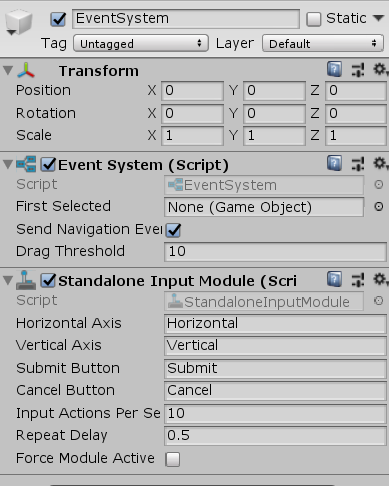 EventSystem Static
Tag Untagged Layer Default
Transform
Position X 0 Y 0 Z 0
Rotation X 0 Y 0 Z 0
Scale X 1 Y 1 Z 1
Event System (Script)
Script EventSystem
First Selected None (Game Object)
Send Navigation Ever
Drag Threshold 10
Standalone Input Module (Scri
Script StandaloneInputModule
Horizontal Axis Horizontal
Vertical Axis Vertical
Submit Button Submit
Cancel Button Cancel
Input Actions Per Se 10
Repeat Delay 0.5
Force Module Active